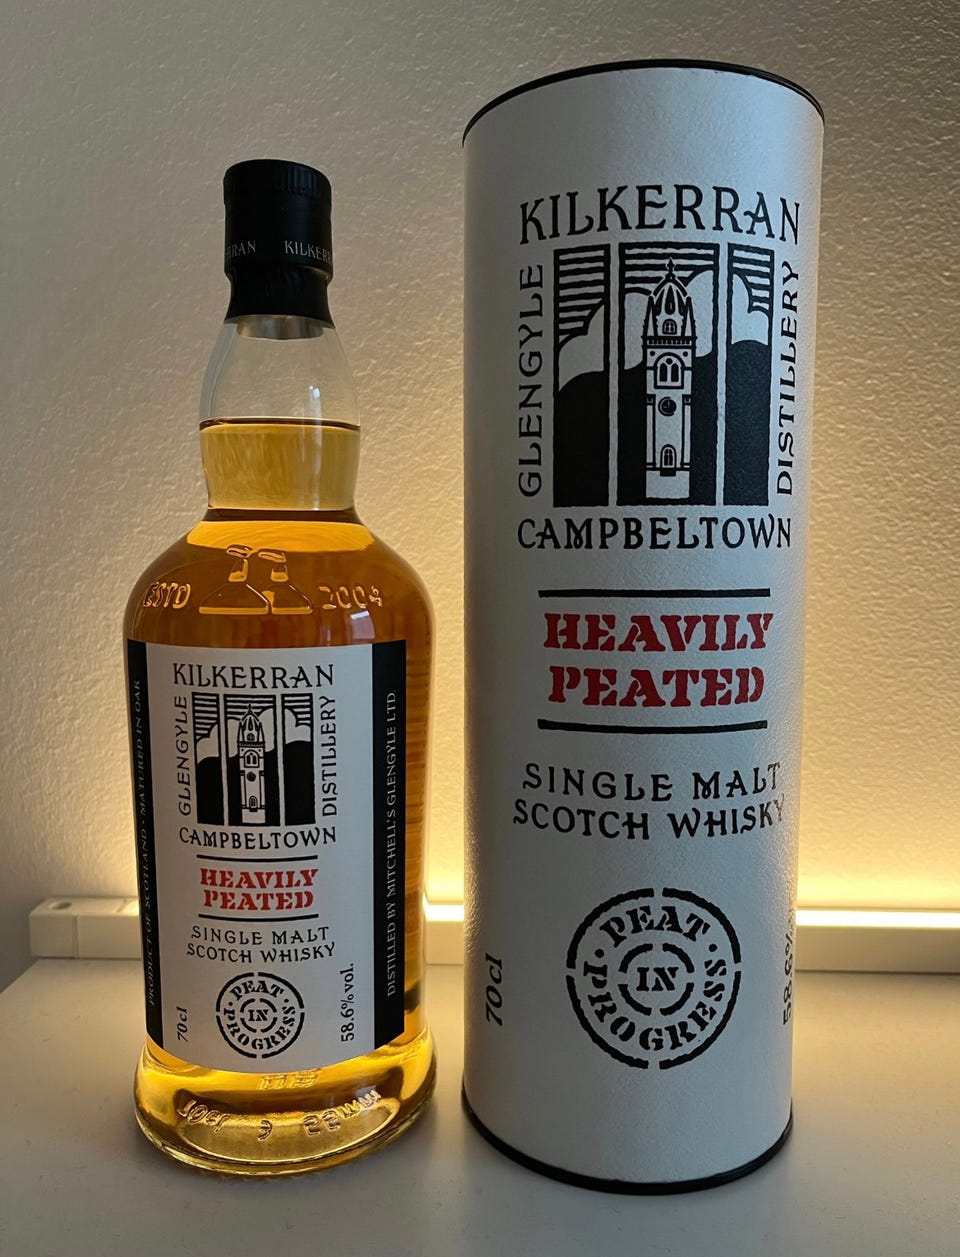 KILKERRAN
ESTD 2004
PRODUCT OF SCOTLAND · MATURED IN OAK
KILKERRAN
GLENGYLE
DISTILLERY
CAMPBELTOWN
HEAVILY
PEATED
SINGLE MALT
SCOTCH WHISKY
PEAT
IN
PROGRESS
70cl
58.6% vol.
DISTILLED BY MITCHELL'S GLENGYLE LTD.
KILKERRAN
GLENGYLE
DISTILLERY
CAMPBELTOWN
HEAVILY
PEATED
SINGLE MALT
SCOTCH WHISKY
PEAT
IN
PROGRESS
70cl
58.6%